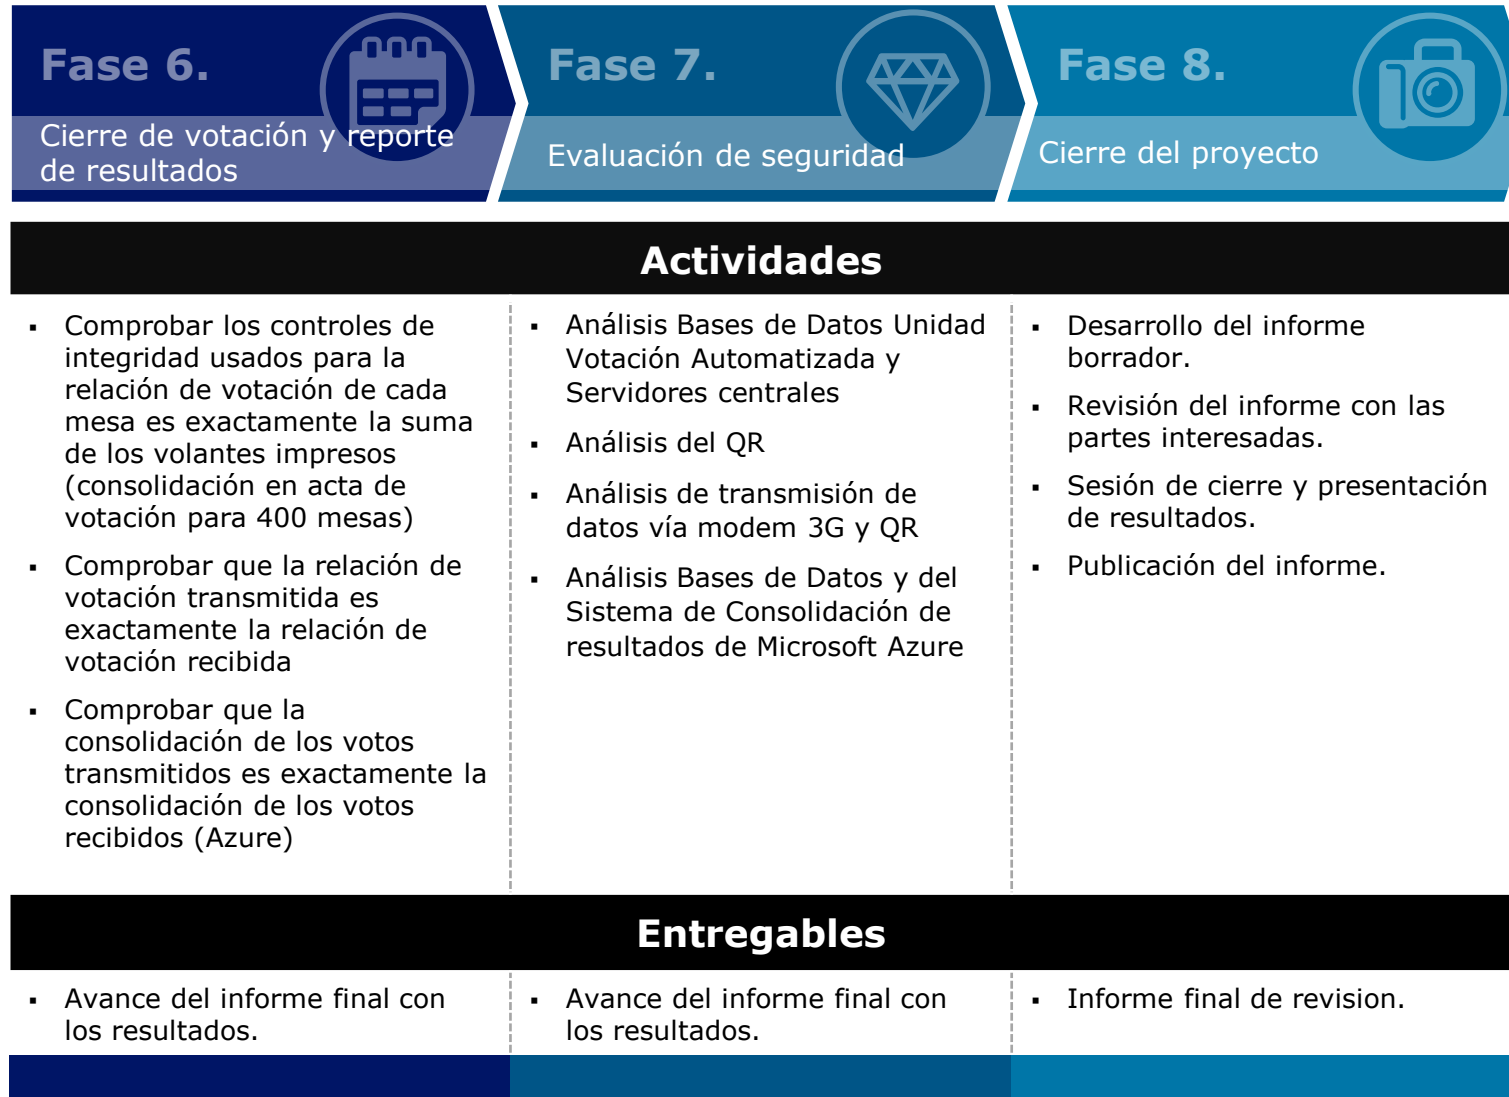 Fase 6.
Cierre de votación y reporte
de resultados
Fase 7.
Evaluación de seguridad
Fase 8.
Cierre del proyecto
Actividades
▪ Comprobar los controles de
integridad usados para la
relación de votación de cada
mesa es exactamente la suma
de los volantes impresos
(consolidación en acta de
votación para 400 mesas)
▪ Comprobar que la relación de
votación transmitida es
exactamente la relación de
votación recibida
▪ Comprobar que la
consolidación de los votos
transmitidos es exactamente la
consolidación de los votos
recibidos (Azure)
▪ Análisis Bases de Datos Unidad
Votación Automatizada y
Servidores centrales
▪ Análisis del QR
▪ Análisis de transmisión de
datos vía modem 3G y QR
▪ Análisis Bases de Datos y del
Sistema de Consolidación de
resultados de Microsoft Azure
▪ Desarrollo del informe
borrador.
▪ Revisión del informe con las
partes interesadas.
▪ Sesión de cierre y presentación
de resultados.
▪ Publicación del informe.
Entregables
▪ Avance del informe final con
los resultados.
▪ Avance del informe final con
los resultados.
▪ Informe final de revision.